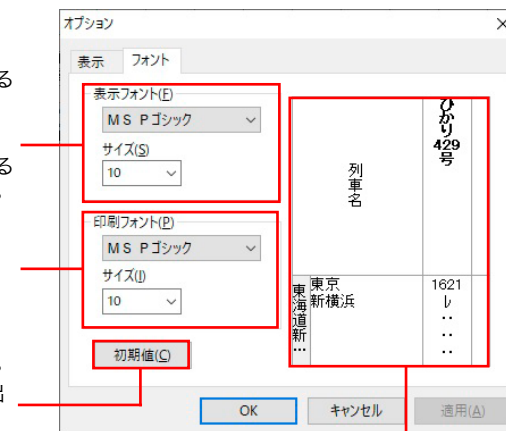 オプション
表示 フォント
る
表示フォント(F)
MS Pゴシック
サイズ(S)
10
る
。
印刷フォント(P)
MS Pゴシック
サイズ(I)
10
初期値(C)
。
出
列車名
ひかり429号
東海道新…
東京
新横浜
1621
レ
‥
‥
‥
OK キャンセル 適用(A)